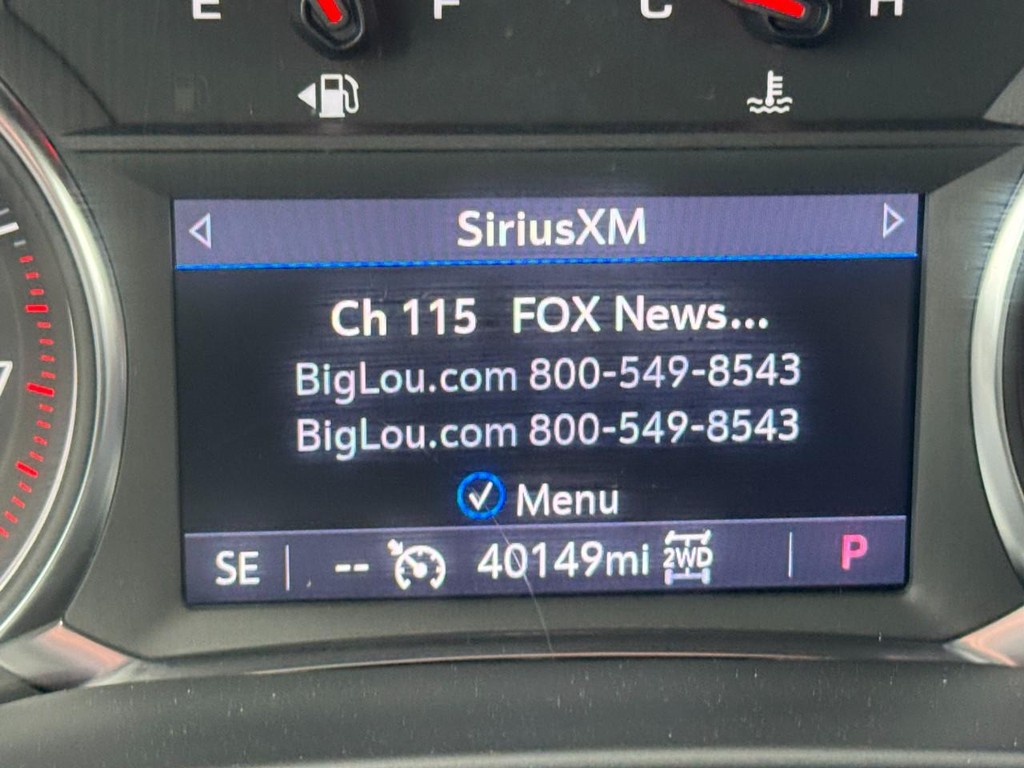 E F C H
SiriusXM
Ch 115 FOX News...
BigLou.com 800-549-8543
BigLou.com 800-549-8543
Menu
SE -- 40149mi 2WD P